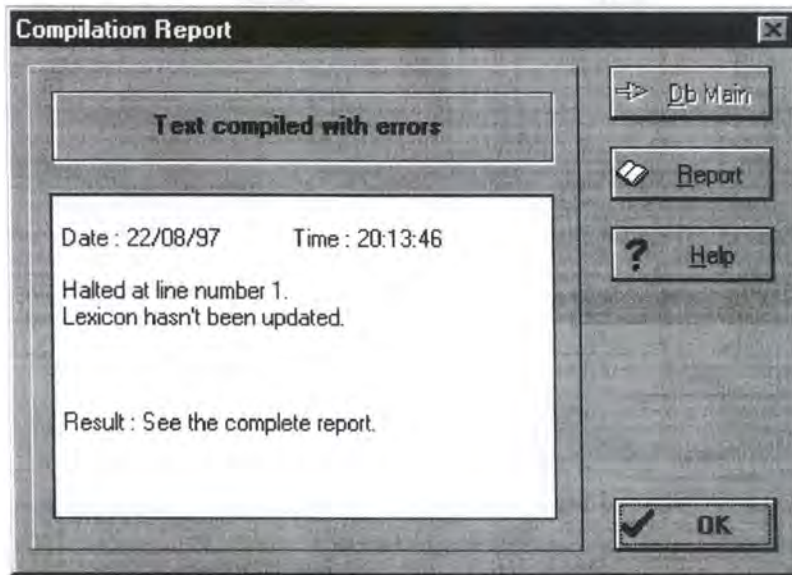 Compilation Report
Text compiled with errors
Date : 22/08/97 Time : 20:13:46
Halted at line number 1.
Lexicon hasn't been updated.
Result : See the complete report.
Db Main
Report
? Help
OK